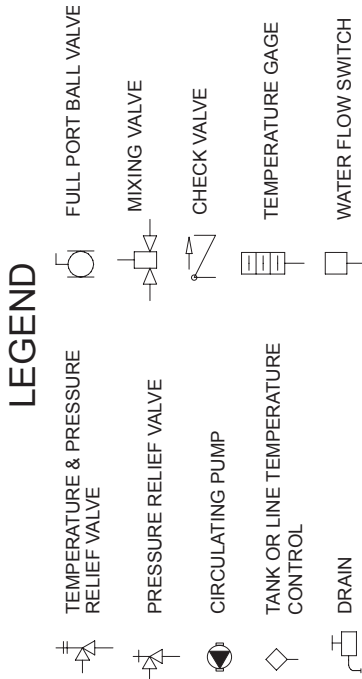 LEGEND
TEMPERATURE & PRESSURE
RELIEF VALVE
PRESSURE RELIEF VALVE
CIRCULATING PUMP
TANK OR LINE TEMPERATURE
CONTROL
DRAIN
FULL PORT BALL VALVE
MIXING VALVE
CHECK VALVE
TEMPERATURE GAGE
WATER FLOW SWITCH